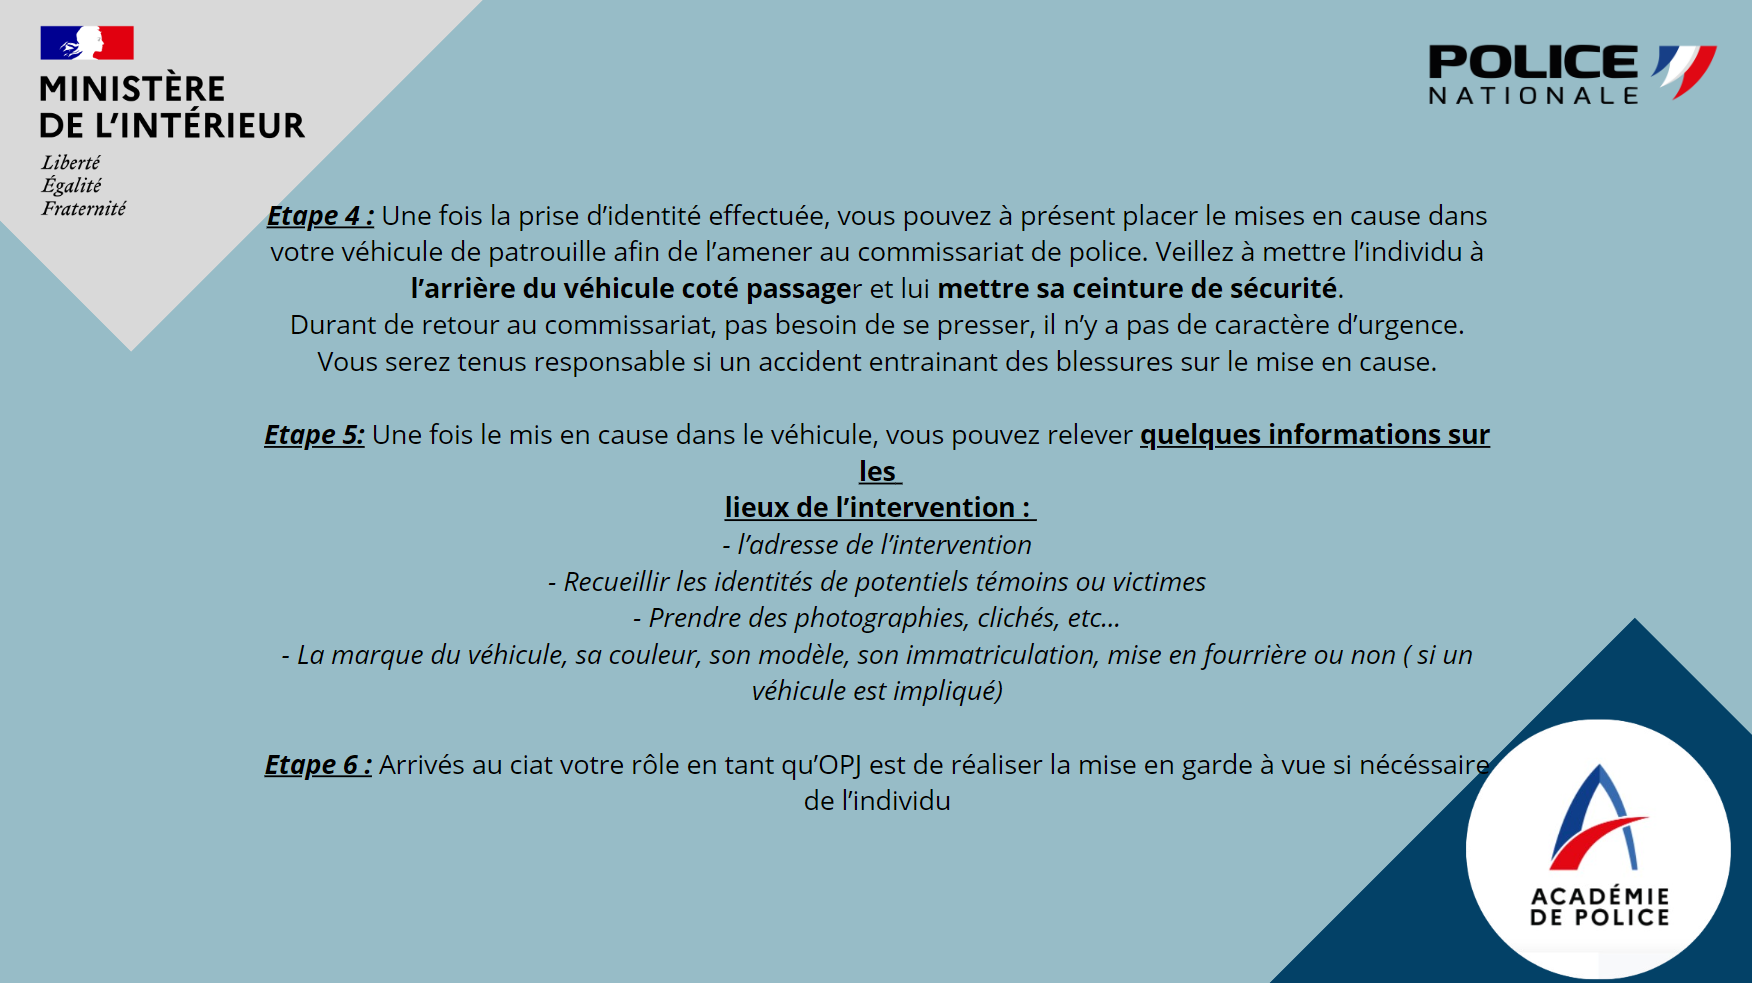 MINISTÈRE
DE L’INTÉRIEUR
Liberté
Égalité
Fraternité
POLICE
NATIONALE
Etape 4 : Une fois la prise d’identité effectuée, vous pouvez à présent placer le mises en cause dans
votre véhicule de patrouille afin de l’amener au commissariat de police. Veillez à mettre l’individu à
l’arrière du véhicule coté passager et lui mettre sa ceinture de sécurité.
Durant de retour au commissariat, pas besoin de se presser, il n’y a pas de caractère d’urgence.
Vous serez tenus responsable si un accident entrainant des blessures sur le mise en cause.
Etape 5: Une fois le mis en cause dans le véhicule, vous pouvez relever quelques informations sur
les
lieux de l’intervention :
- l’adresse de l’intervention
- Recueillir les identités de potentiels témoins ou victimes
- Prendre des photographies, clichés, etc...
- La marque du véhicule, sa couleur, son modèle, son immatriculation, mise en fourrière ou non ( si un
véhicule est impliqué)
Etape 6 : Arrivés au ciat votre rôle en tant qu’OPJ est de réaliser la mise en garde à vue si nécéssaire
de l’individu
ACADÉMIE
DE POLICE